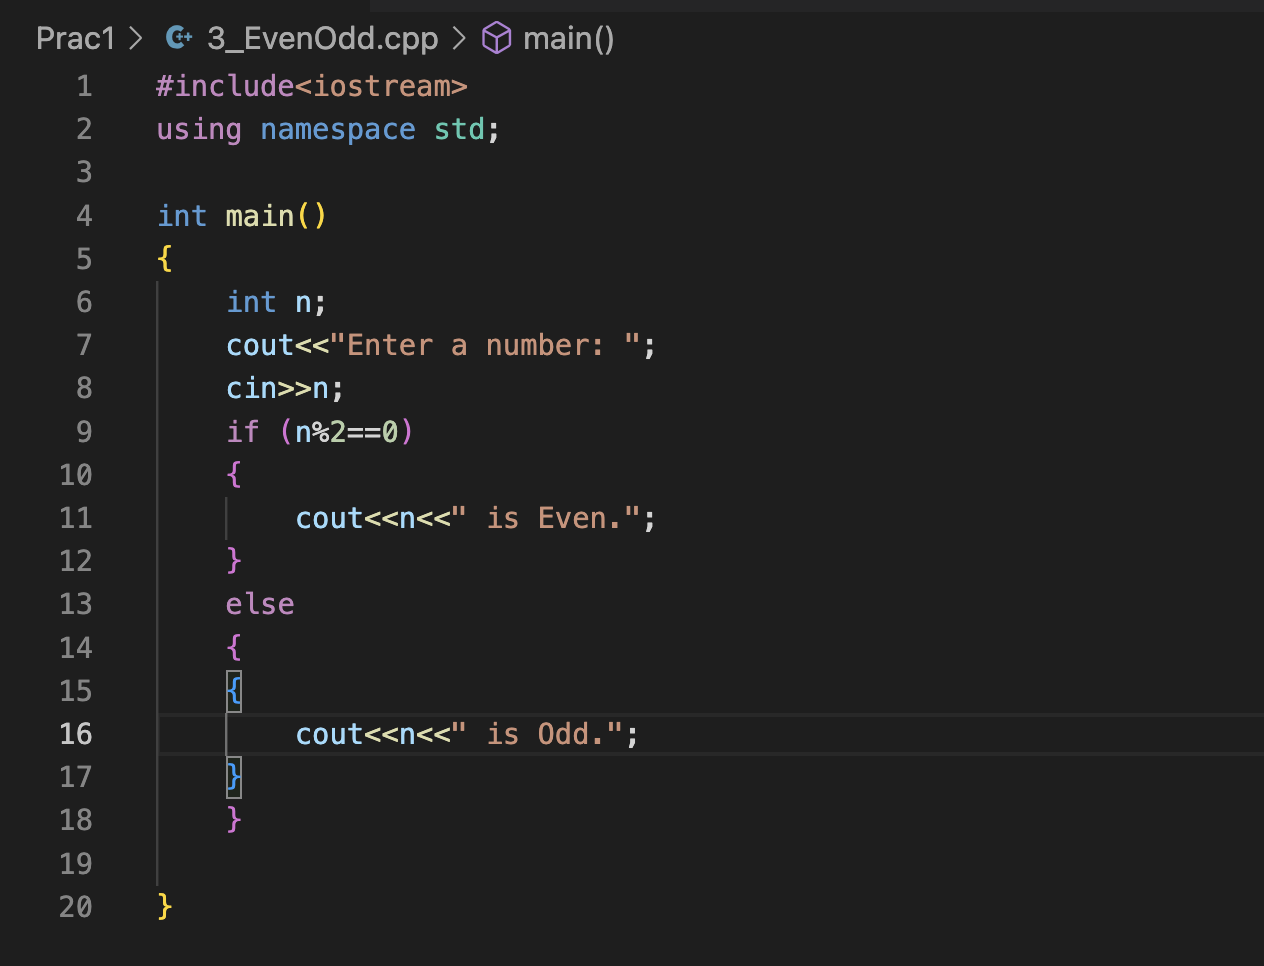 Prac1 > C++ 3_EvenOdd.cpp > main()
1 #include<iostream>
2 using namespace std;
3
4 int main()
5 {
6     int n;
7     cout<<"Enter a number: ";
8     cin>>n;
9     if (n%2==0)
10     {
11         cout<<n<<" is Even.";
12     }
13     else
14     {
15     {
16         cout<<n<<" is Odd.";
17     }
18     }
19
20 }